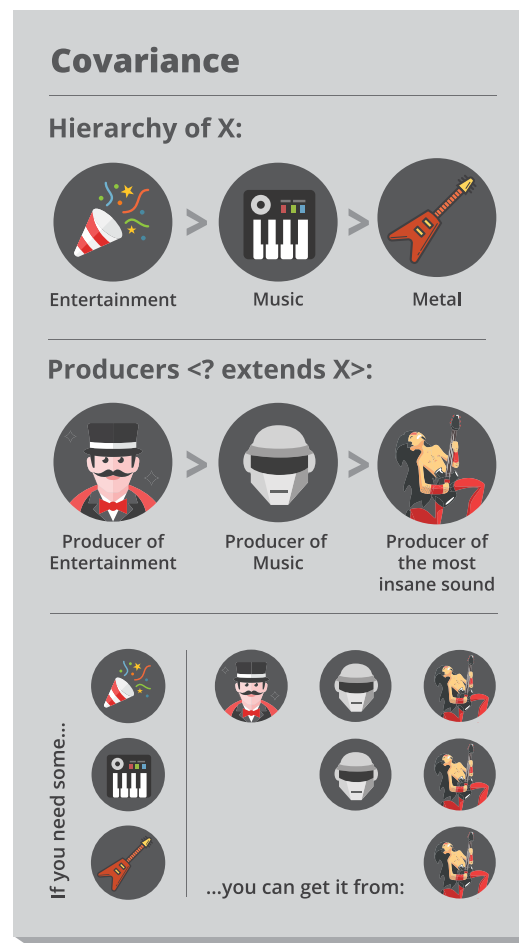 Covariance
Hierarchy of X:
>
>
Entertainment
Music
Metal
Producers <? extends X>:
>
>
Producer of
Entertainment
Producer of
Music
Producer of
the most
insane sound
If you need some...
...you can get it from: